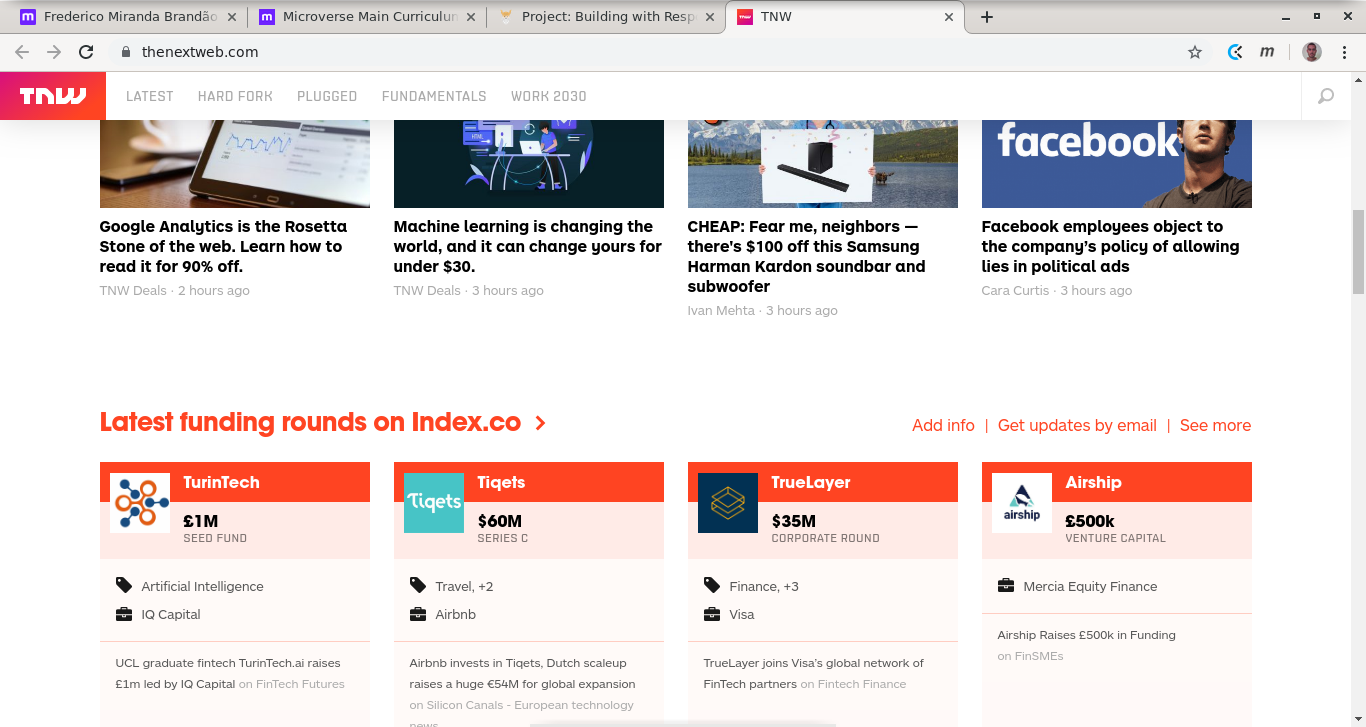 Frederico Miranda Brandão
Microverse Main Curriculum
Project: Building with Resp
TNW
thenextweb.com
m
TNW
LATEST
HARD FORK
PLUGGED
FUNDAMENTALS
WORK 2030
HTML
facebook
Google Analytics is the Rosetta
Stone of the web. Learn how to
read it for 90% off.
TNW Deals · 2 hours ago
Machine learning is changing the
world, and it can change yours for
under $30.
TNW Deals · 3 hours ago
CHEAP: Fear me, neighbors —
there's $100 off this Samsung
Harman Kardon soundbar and
subwoofer
Ivan Mehta · 3 hours ago
Facebook employees object to
the company’s policy of allowing
lies in political ads
Cara Curtis · 3 hours ago
Latest funding rounds on Index.co
Add info | Get updates by email | See more
TurinTech
£1M
SEED FUND
Artificial Intelligence
IQ Capital
UCL graduate fintech TurinTech.ai raises
£1m led by IQ Capital on FinTech Futures
Tiqets
Tiqets
$60M
SERIES C
Travel, +2
Airbnb
Airbnb invests in Tiqets, Dutch scaleup
raises a huge €54M for global expansion
on Silicon Canals - European technology
news
TrueLayer
$35M
CORPORATE ROUND
Finance, +3
Visa
TrueLayer joins Visa’s global network of
FinTech partners on Fintech Finance
airship
Airship
£500k
VENTURE CAPITAL
Mercia Equity Finance
Airship Raises £500k in Funding
on FinSMEs